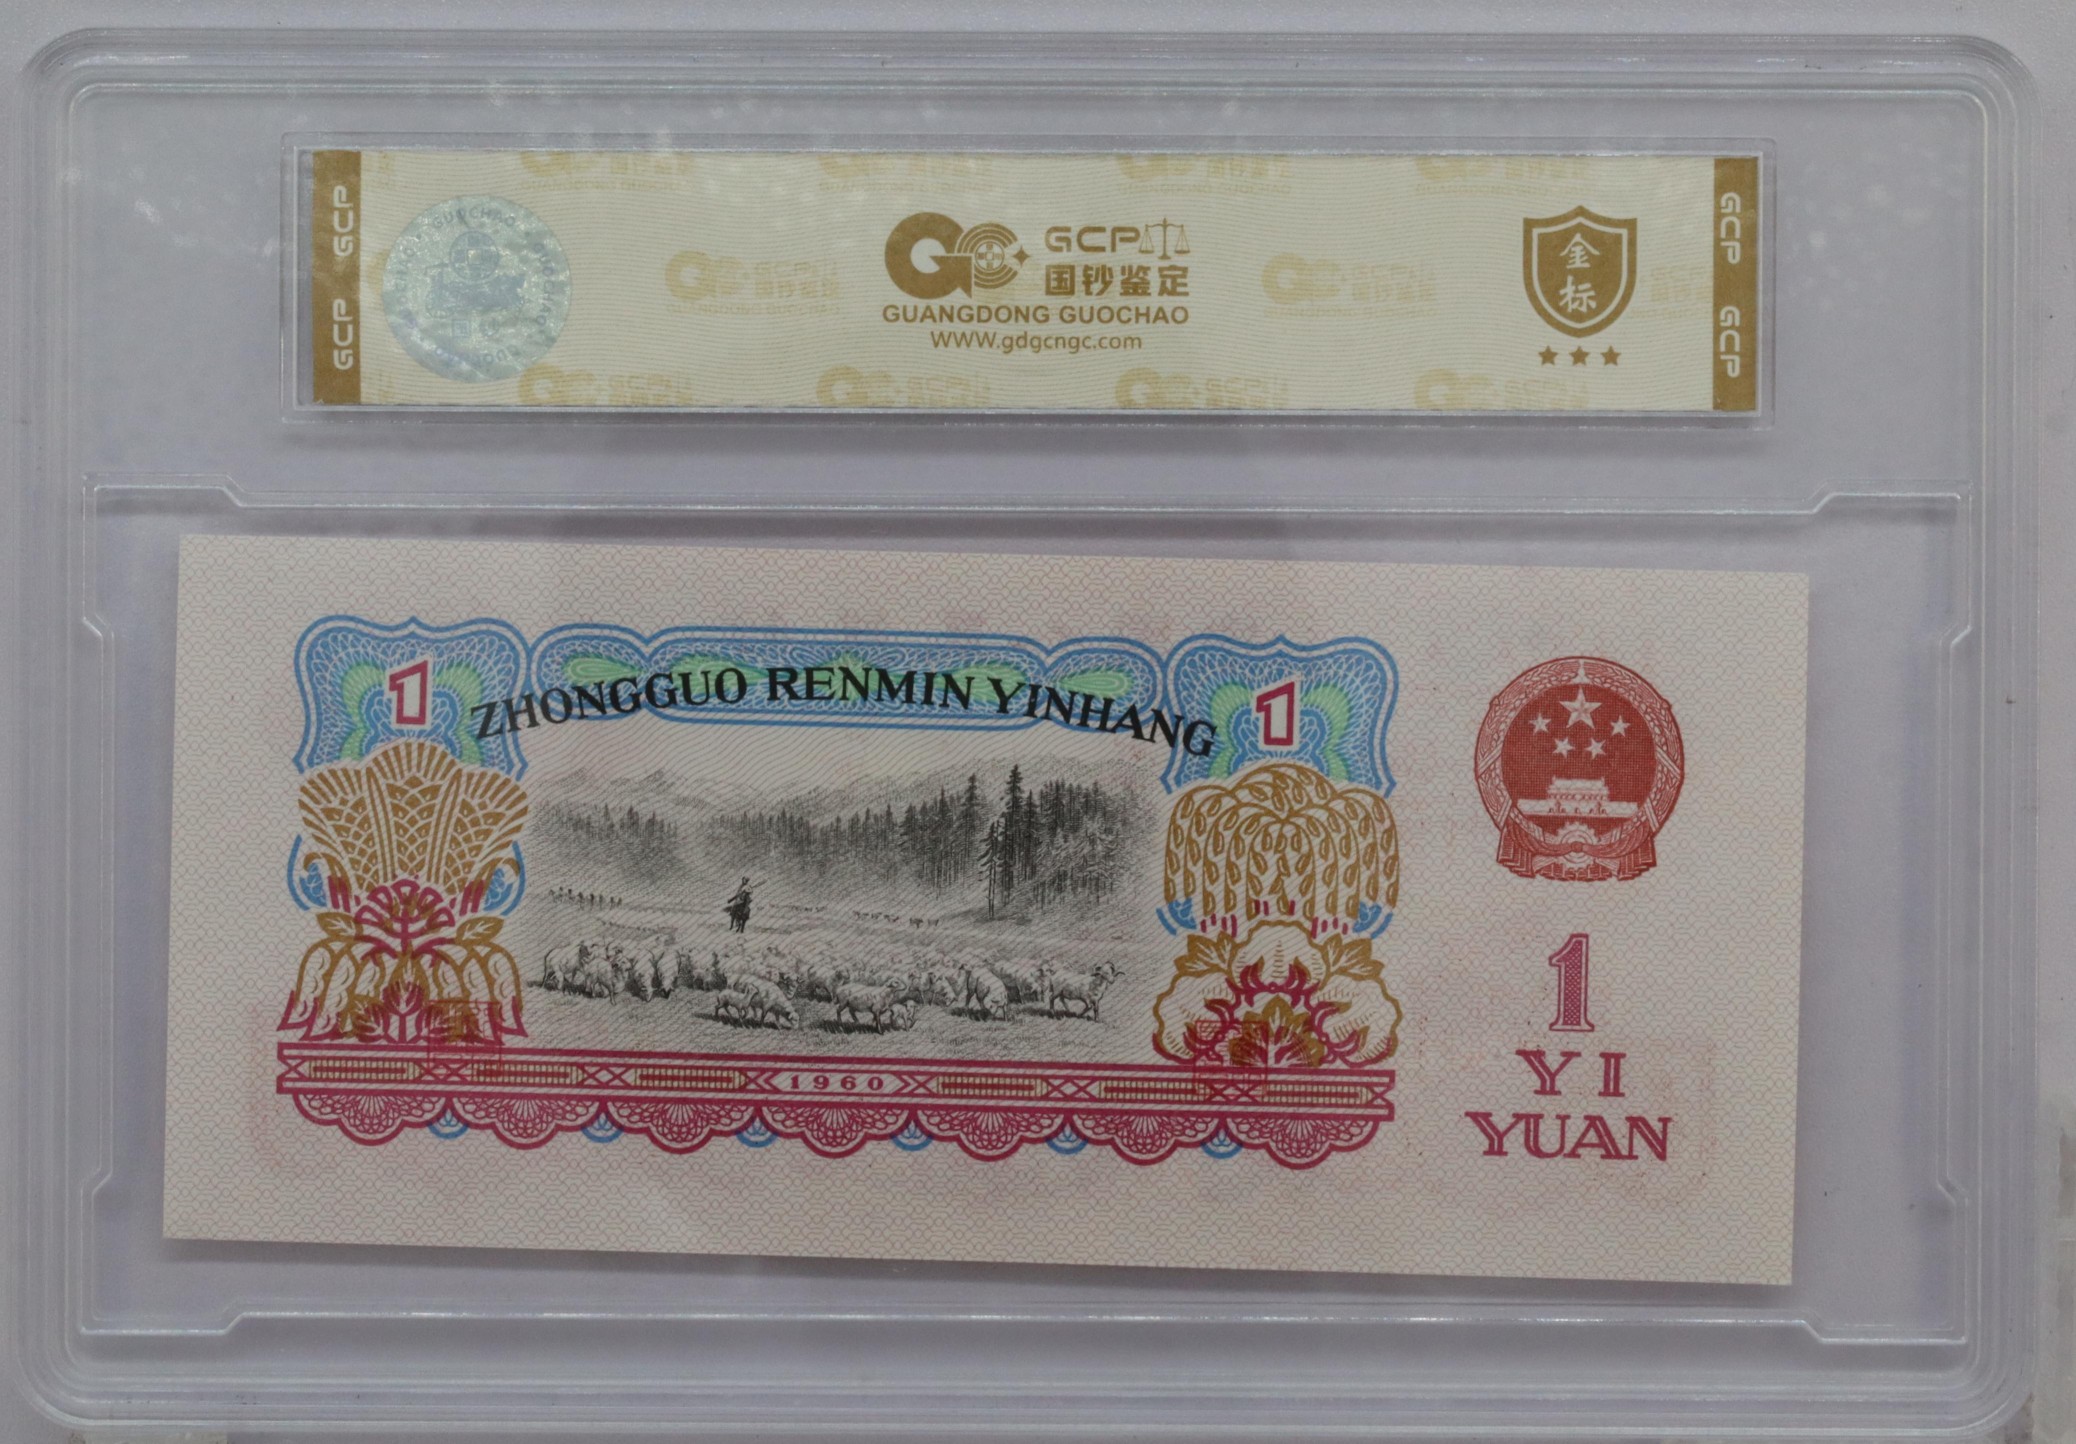 GCP GCP
GUOCHAO
GCP
国钞鉴定
GUANGDONG GUOCHAO
WWW.gdgcngc.com
金标
GCP GCP
1
ZHONGGUO RENMIN YINHANG
1
1960
1
YI
YUAN